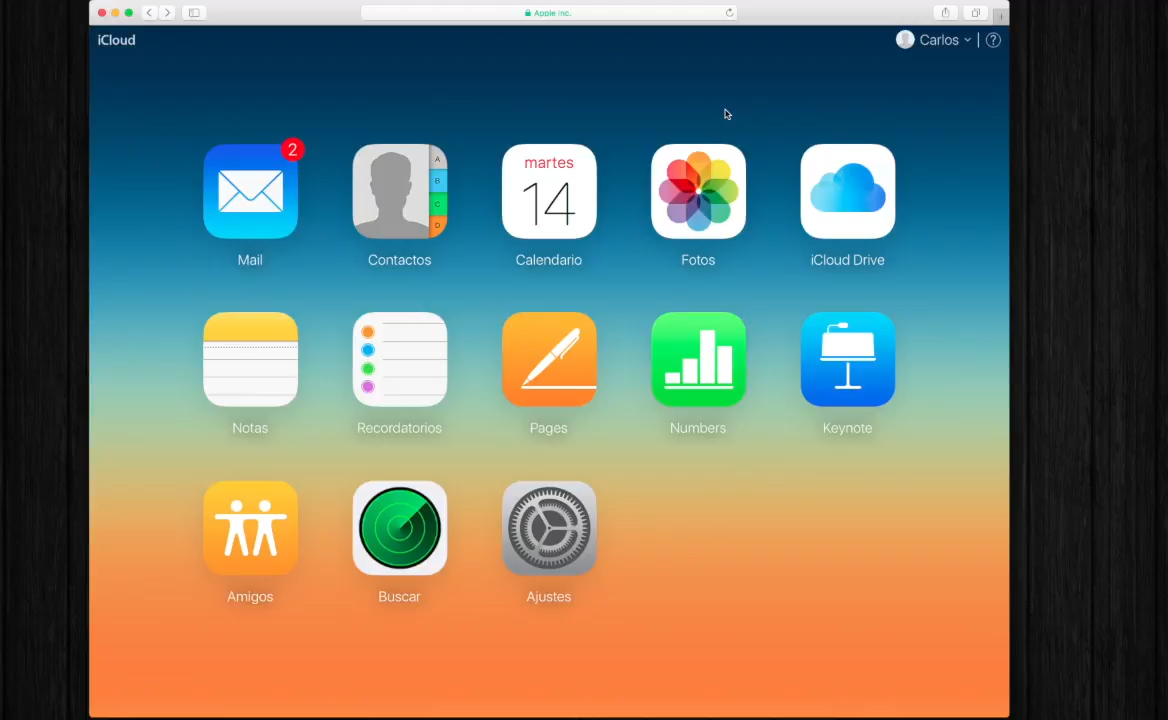 Apple Inc.
iCloud
Carlos
2
A
B
C
D
martes
14
Mail
Contactos
Calendario
Fotos
iCloud Drive
Notas
Recordatorios
Pages
Numbers
Keynote
Amigos
Buscar
Ajustes